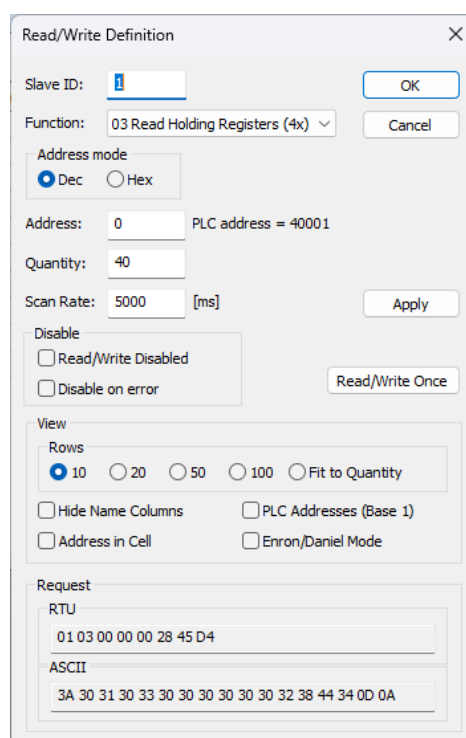 Read/Write Definition
Slave ID: 1
OK
Function: 03 Read Holding Registers (4x)
Cancel
Address mode
Dec Hex
Address: 0 PLC address = 40001
Quantity: 40
Scan Rate: 5000 [ms]
Apply
Disable
Read/Write Disabled
Disable on error
Read/Write Once
View
Rows
10 20 50 100 Fit to Quantity
Hide Name Columns PLC Addresses (Base 1)
Address in Cell Enron/Daniel Mode
Request
RTU
01 03 00 00 00 28 45 D4
ASCII
3A 30 31 30 33 30 30 30 30 30 30 32 38 44 34 0D 0A